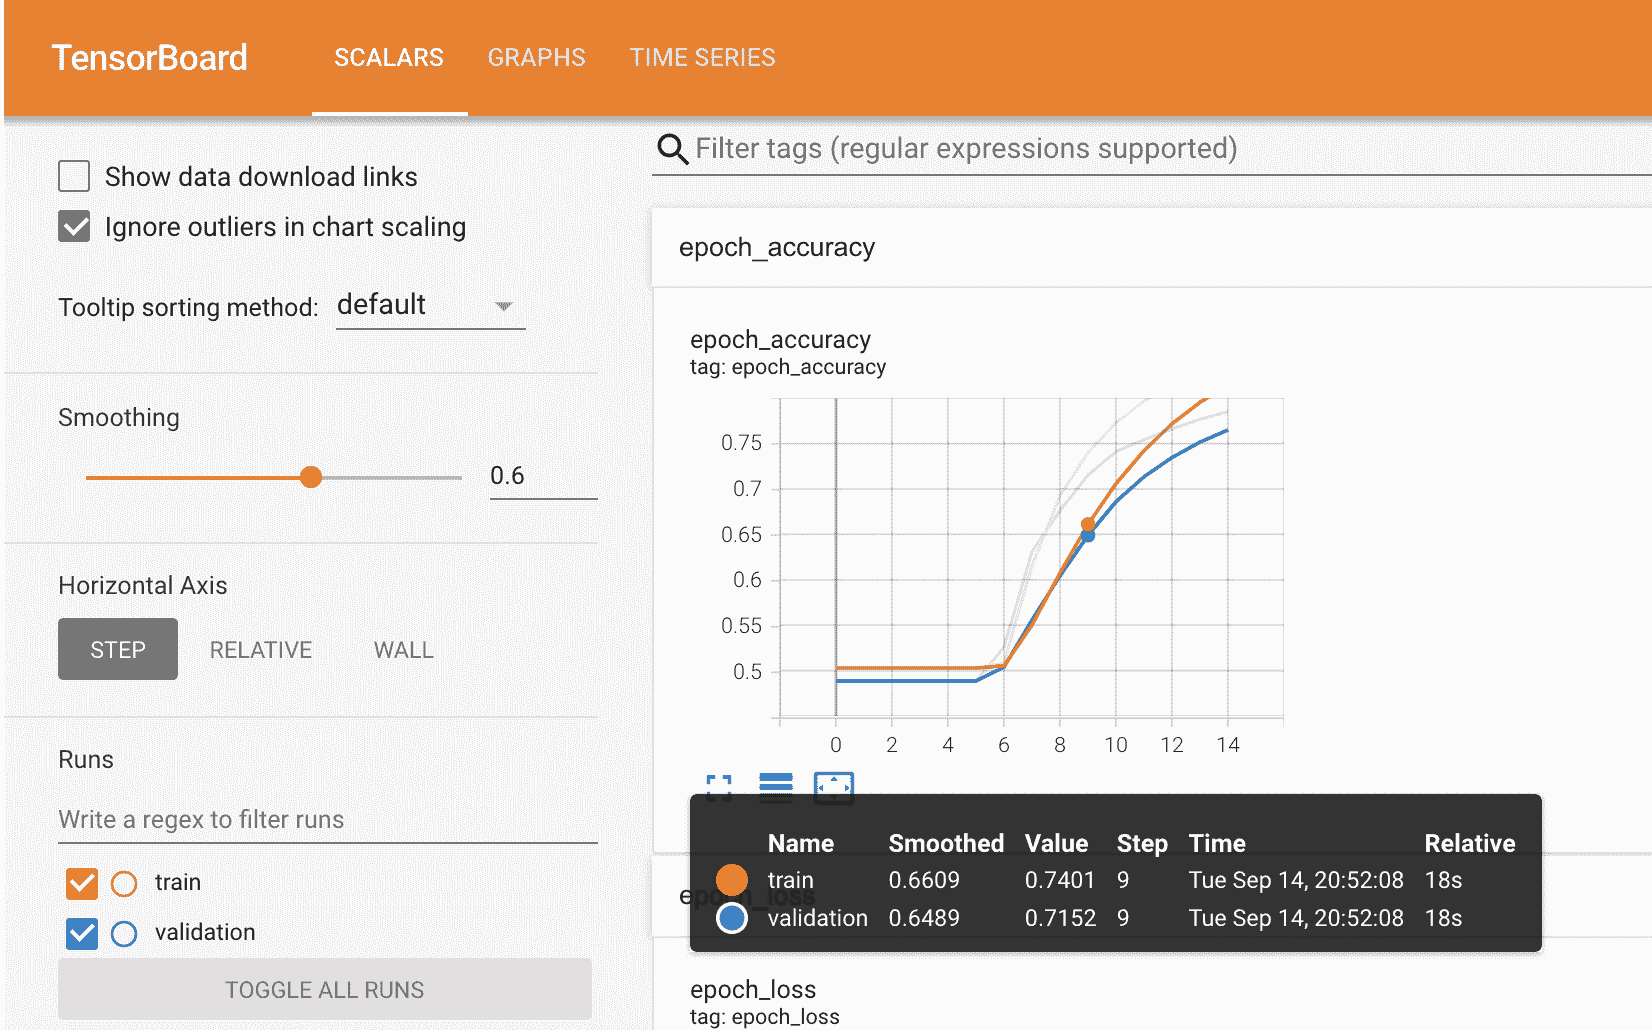 TensorBoard SCALARS GRAPHS TIME SERIES
Show data download links
Ignore outliers in chart scaling
Tooltip sorting method: default
Smoothing
0.6
Horizontal Axis
STEP RELATIVE WALL
Runs
Write a regex to filter runs
train
validation
TOGGLE ALL RUNS
Filter tags (regular expressions supported)
epoch_accuracy
epoch_accuracy
tag: epoch_accuracy
0.75
0.7
0.65
0.6
0.55
0.5
0 2 4 6 8 10 12 14
Name Smoothed Value Step Time Relative
train 0.6609 0.7401 9 Tue Sep 14, 20:52:08 18s
validation 0.6489 0.7152 9 Tue Sep 14, 20:52:08 18s
epoch_loss
epoch_loss
tag: epoch_loss